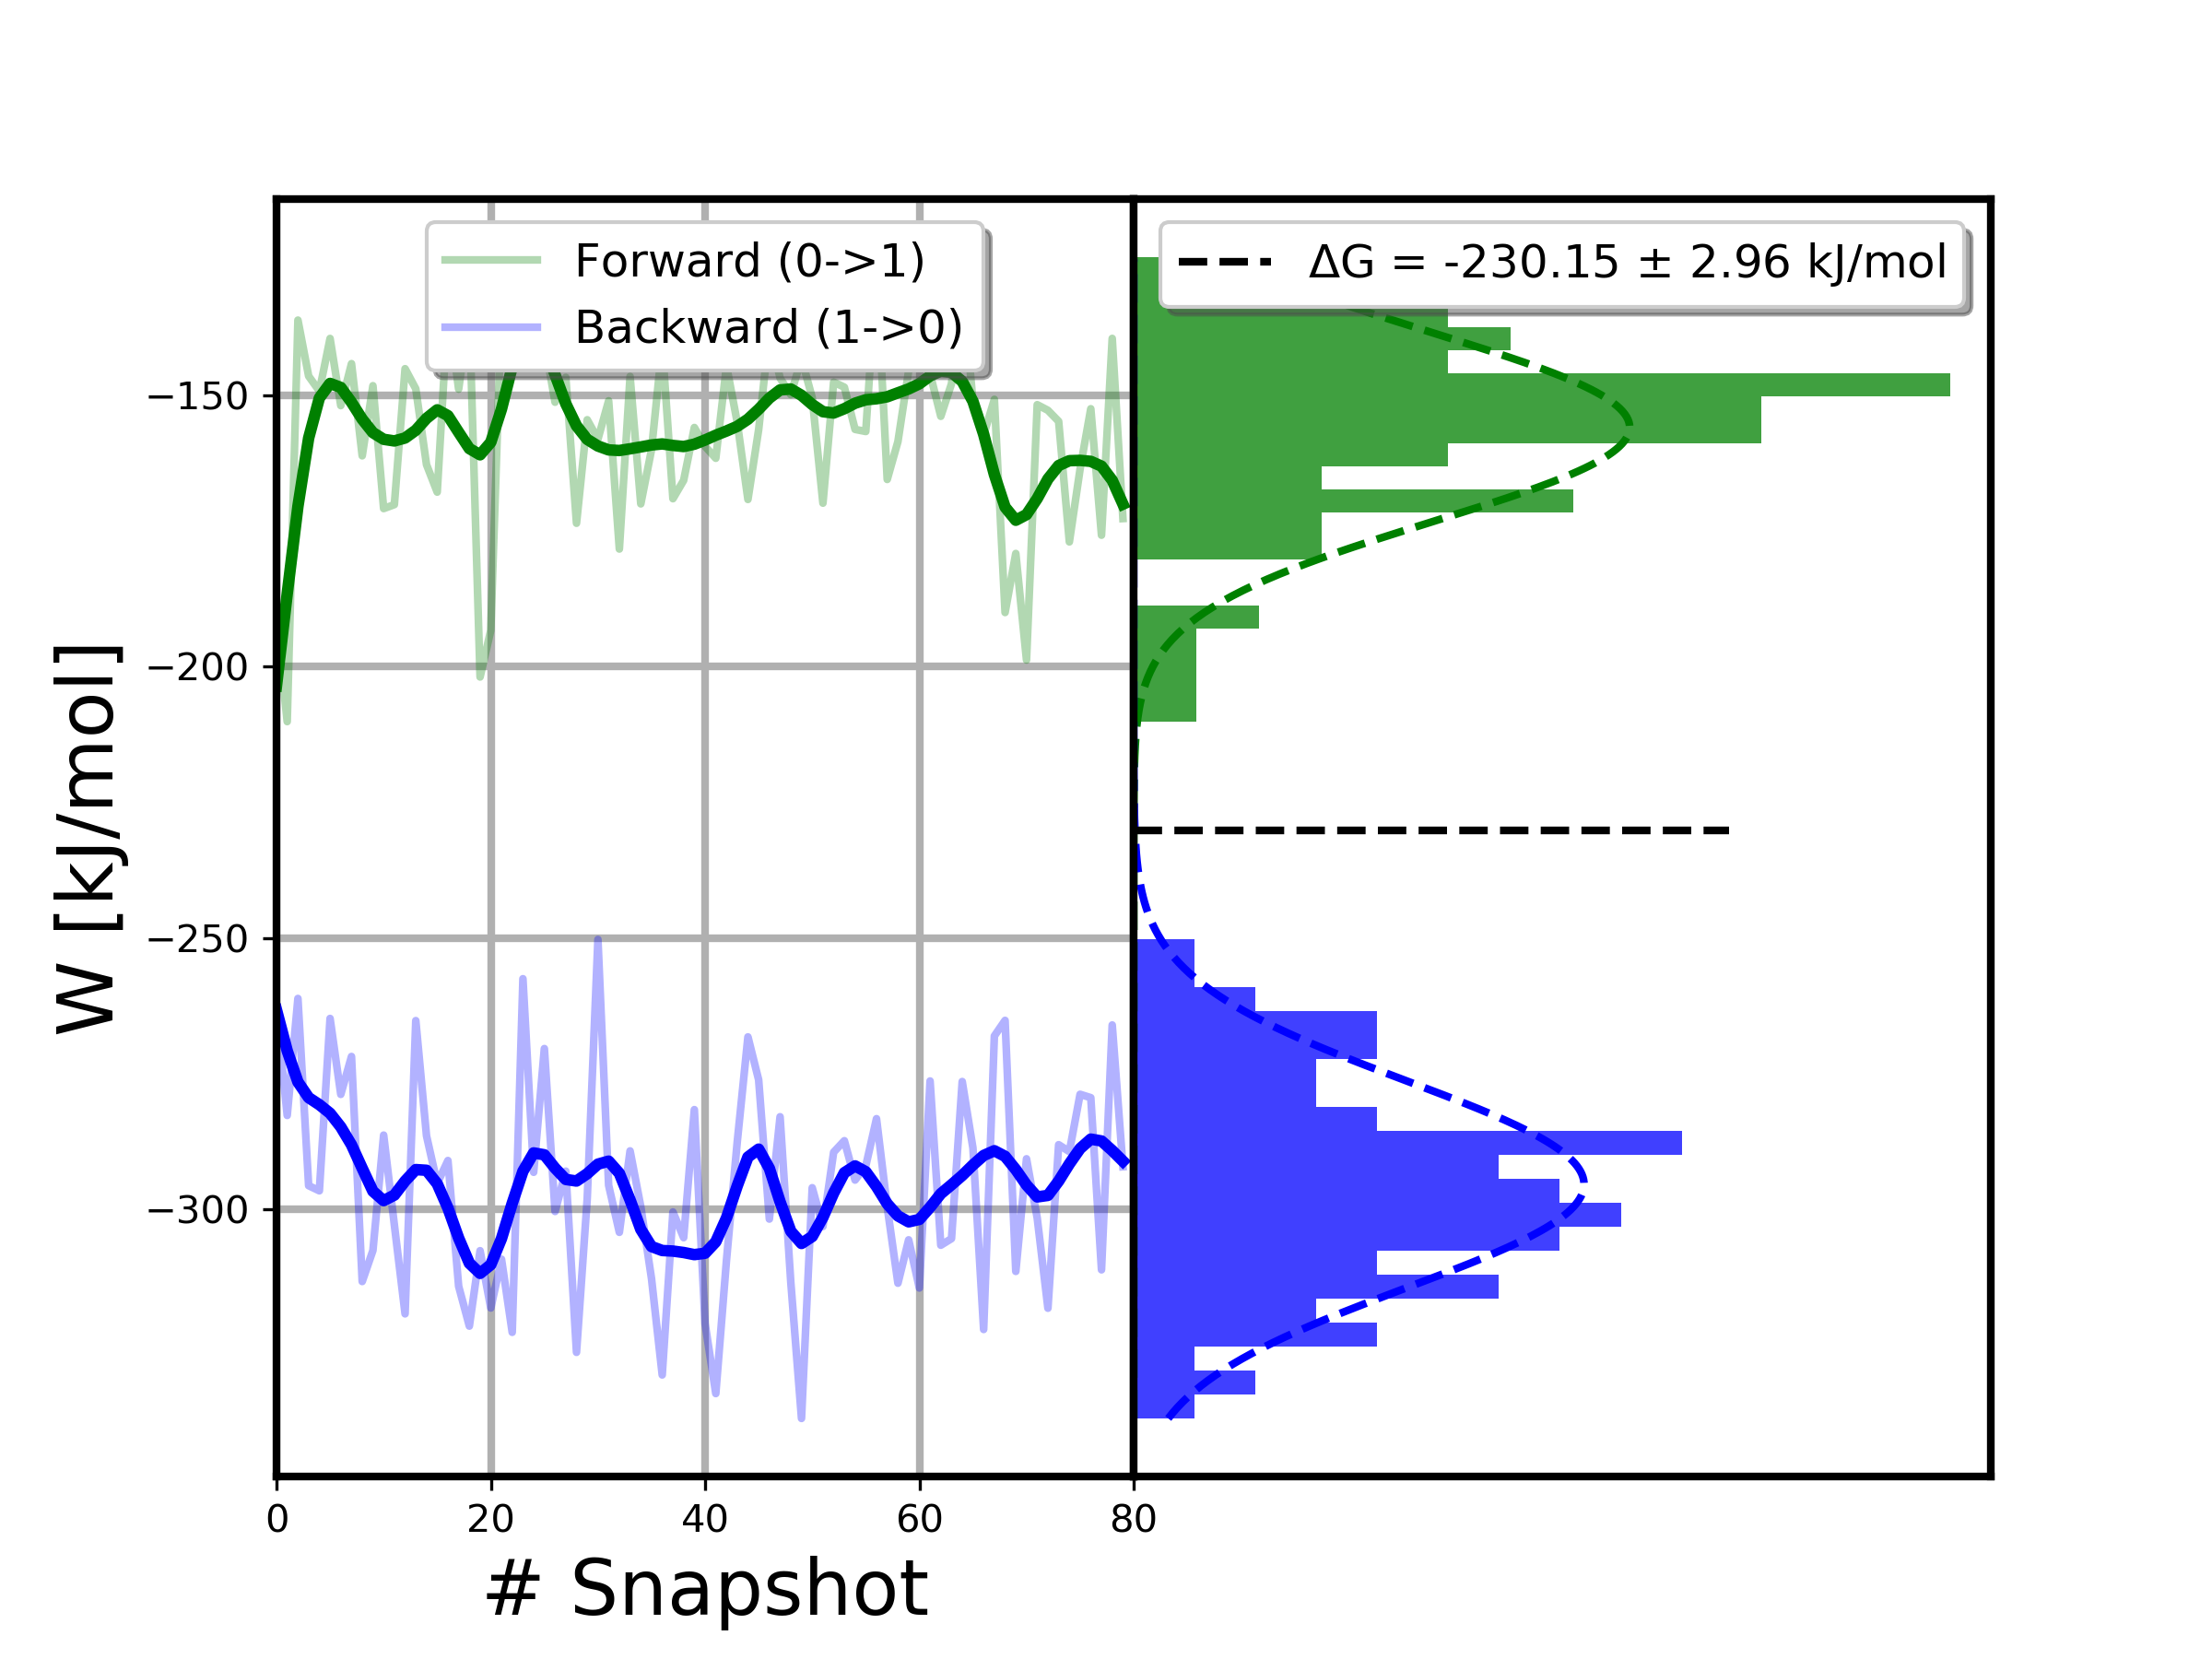 Forward (0->1)
Backward (1->0)
ΔG = -230.15 ± 2.96 kJ/mol
W [kJ/mol]
−150
−200
−250
−300
0 20 40 60 80
# Snapshot